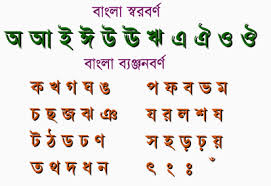 বাংলা স্বরবর্ণ
অ আ ই ঈ উ ঊ ঋ এ ঐ ও ঔ
বাংলা ব্যঞ্জনবর্ণ
ক খ গ ঘ ঙ প ফ ব ভ ম
চ ছ জ ঝ ঞ য র ল শ ষ
ট ঠ ড ঢ ণ স হ ড় ঢ় য়
ত থ দ ধ ন ৎ ং ঃ ঁ